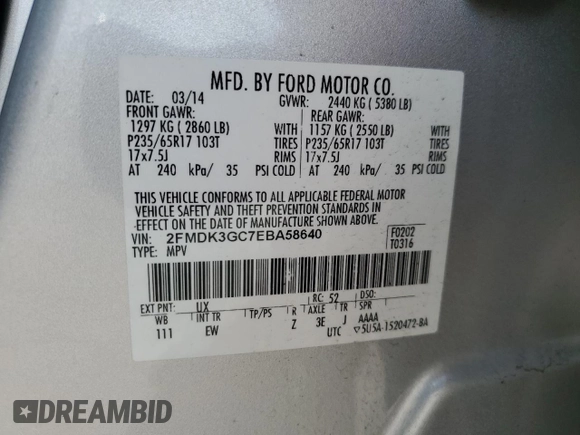 MFD. BY FORD MOTOR CO.
DATE: 03/14 GVWR: 2440 KG ( 5380 LB)
FRONT GAWR: REAR GAWR:
1297 KG ( 2860 LB) WITH 1157 KG ( 2550 LB) WITH
P235/65R17 103T TIRES P235/65R17 103T TIRES
17x7.5J RIMS 17x7.5J RIMS
AT 240 kPa/ 35 PSI COLD AT 240 kPa/ 35 PSI COLD
THIS VEHICLE CONFORMS TO ALL APPLICABLE FEDERAL MOTOR
VEHICLE SAFETY AND THEFT PREVENTION STANDARDS IN
EFFECT ON THE DATE OF MANUFACTURE SHOWN ABOVE.
VIN: 2FMDK3GC7EBA58640 F0202
TYPE: MPV T0316
EXT PNT: UX RC: 52 DSO:
WB INT TR TP/PS R AXLE TR SPR
111 EW Z 3E J AAAA
UTC ▽5U5A-1520472-BA
DREAMBID